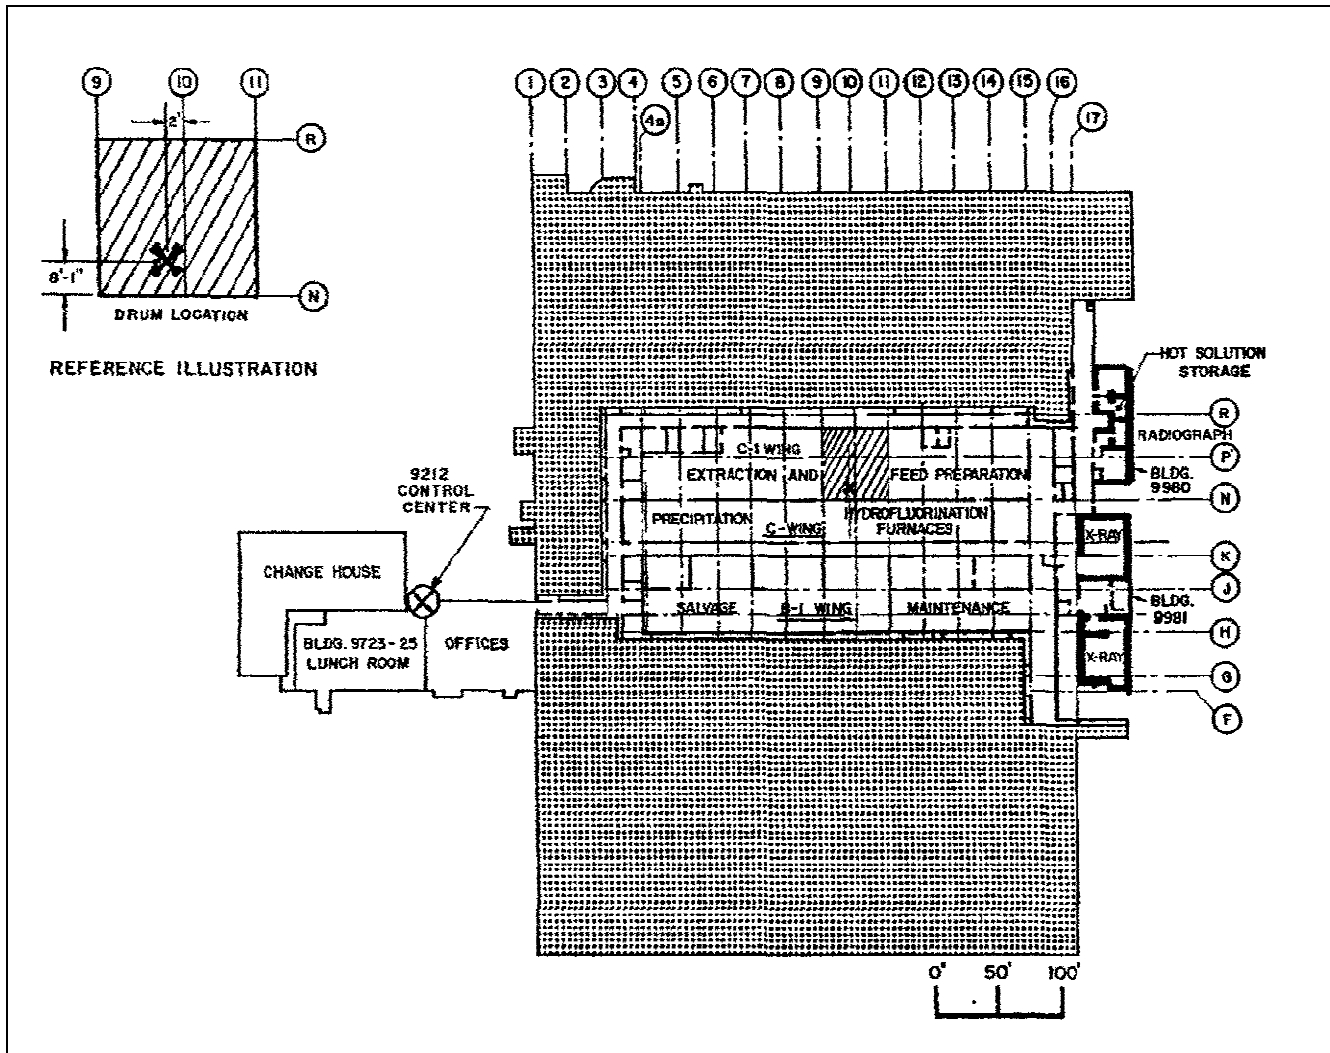 9 10 11
2'
R
8'-1"
N
DRUM LOCATION
REFERENCE ILLUSTRATION
1 2 3 4 5 6 7 8 9 10 11 12 13 14 15 16
4a
17
HOT SOLUTION
STORAGE
R
RADIOGRAPH
P
BLDG.
9980
N
C-1 WING
EXTRACTION AND
FEED PREPARATION
PRECIPITATION
C-WING
HYDROFLUORINATION
FURNACES
X-RAY
K
J
BLDG.
9981
H
SALVAGE
B-1 WING
MAINTENANCE
X-RAY
G
F
9212
CONTROL
CENTER
CHANGE HOUSE
BLDG. 9723-25
LUNCH ROOM
OFFICES
0' 50' 100'